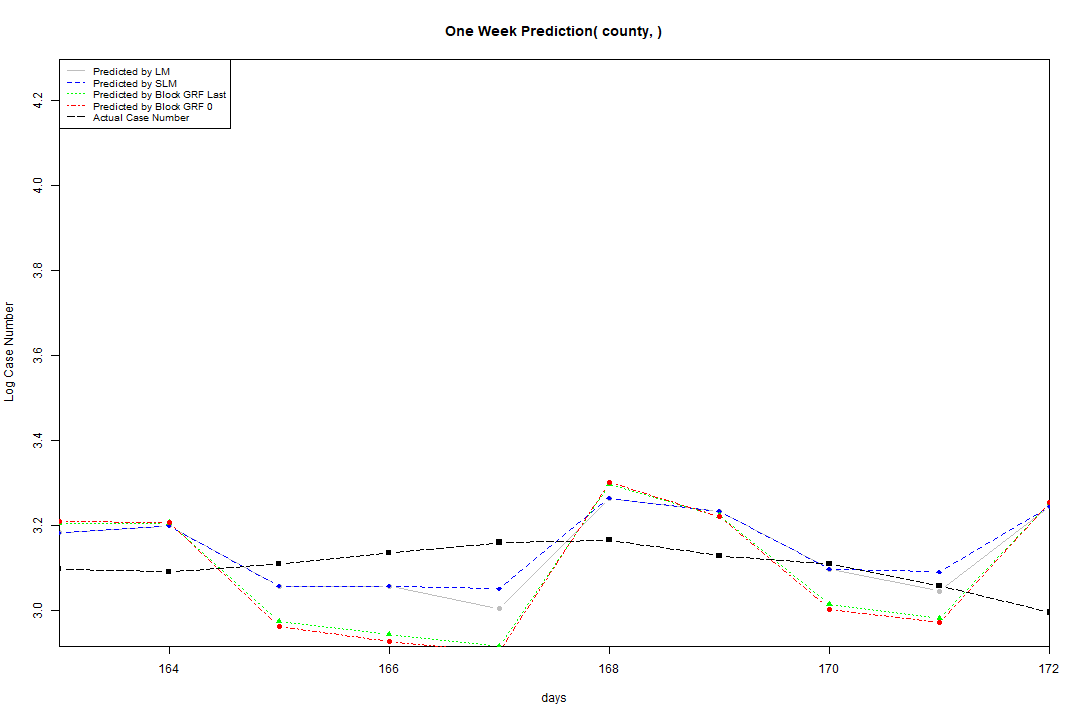 One Week Prediction( county, )
Predicted by LM
Predicted by SLM
Predicted by Block GRF Last
Predicted by Block GRF 0
Actual Case Number
4.2
4.0
3.8
3.6
3.4
3.2
3.0
Log Case Number
164 166 168 170 172
days